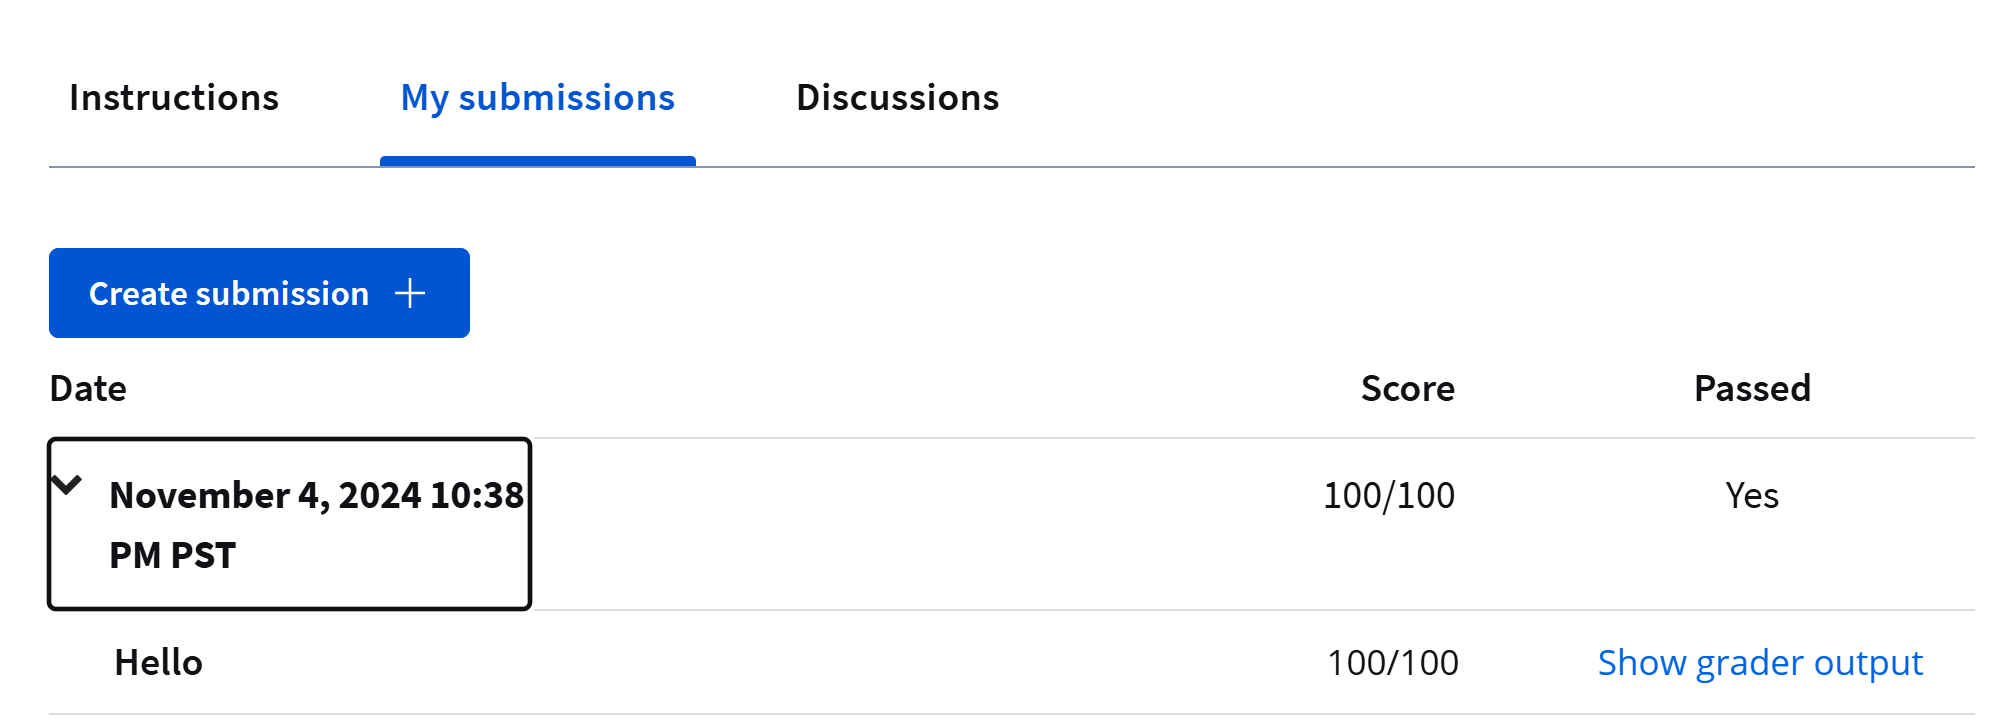 Instructions My submissions Discussions
Create submission
Date Score Passed
November 4, 2024 10:38 100/100 Yes
PM PST
Hello 100/100 Show grader output